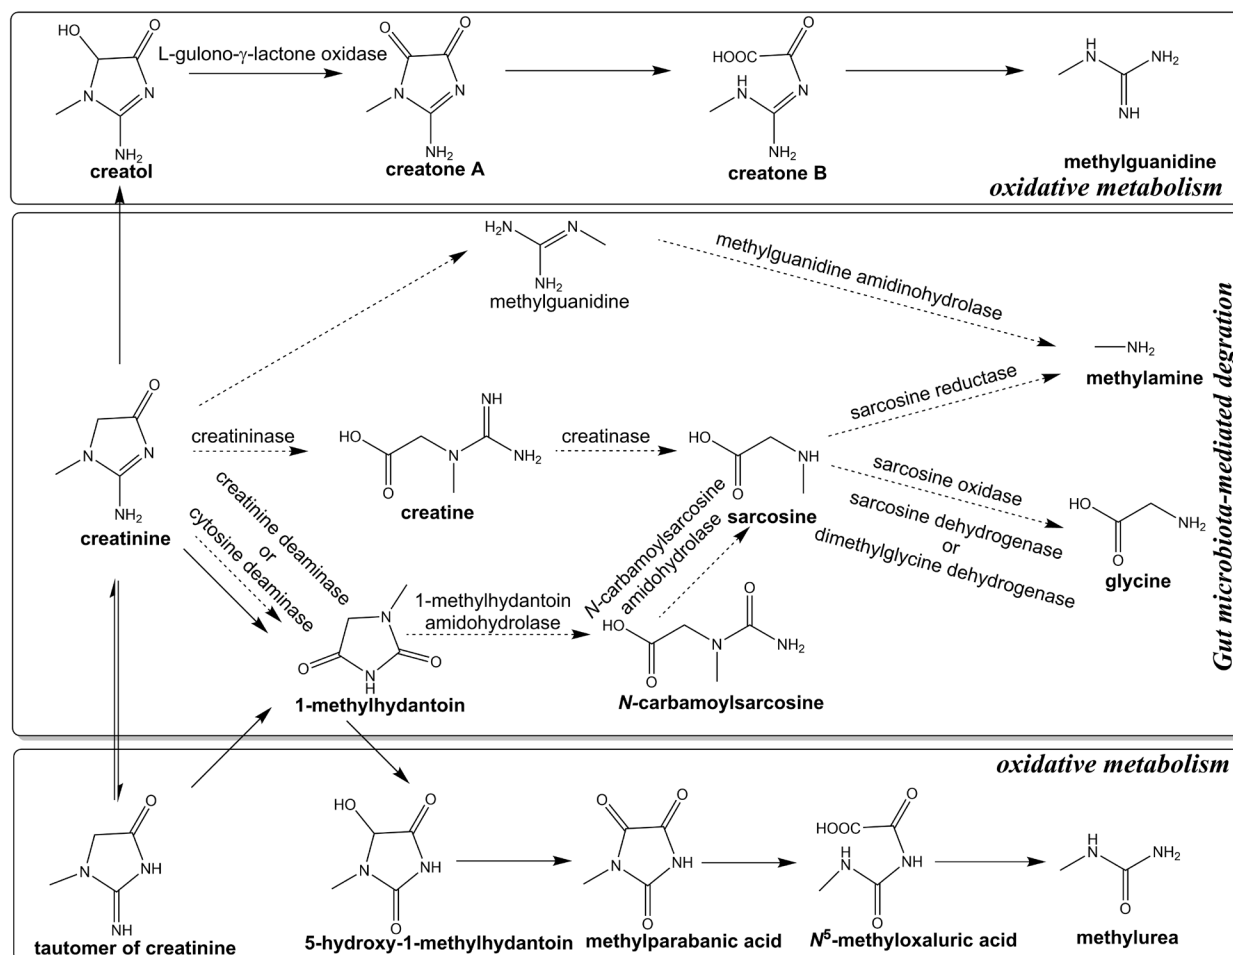 HO
O
N
N
NH2
creatol
L-gulono-γ-lactone oxidase
O
O
N
N
NH2
creatone A
O
HOOC
H
N
N
NH2
creatone B
H
N
NH2
NH
methylguanidine
oxidative metabolism
H2N
N
NH2
methylguanidine
methylguanidine amidinohydrolase
NH2
methylamine
Gut microbiota-mediated degration
O
N
N
NH2
creatinine
creatininase
NH
HO
O
N
NH2
creatine
creatinase
HO
O
NH
sarcosine
sarcosine reductase
sarcosine oxidase
sarcosine dehydrogenase
or
dimethylglycine dehydrogenase
HO
O
NH2
glycine
creatinine deaminase
or
cytosine deaminase
N
O
O
N
H
1-methylhydantoin
1-methylhydantoin
amidohydrolase
N-carbamoylsarcosine
amidohydrolase
HO
O
O
N
NH2
N-carbamoylsarcosine
oxidative metabolism
O
N
NH
NH
tautomer of creatinine
HO
O
N
NH
O
5-hydroxy-1-methylhydantoin
O
O
N
NH
O
methylparabanic acid
O
HOOC
H
N
NH
O
N5-methyloxaluric acid
H
N
NH2
O
methylurea